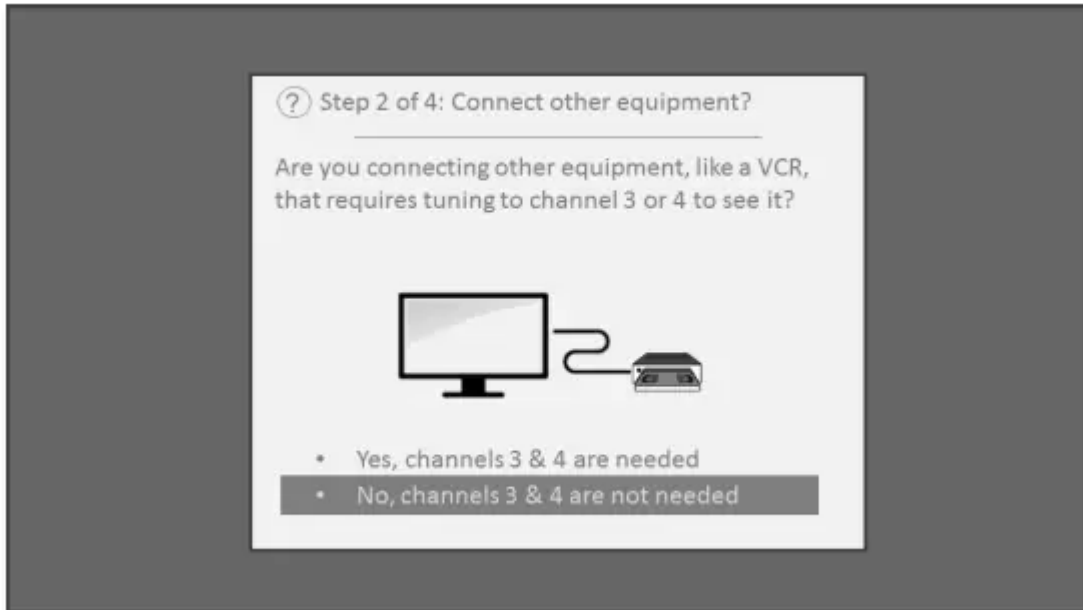 ? Step 2 of 4: Connect other equipment?
Are you connecting other equipment, like a VCR,
that requires tuning to channel 3 or 4 to see it?
• Yes, channels 3 & 4 are needed
• No, channels 3 & 4 are not needed